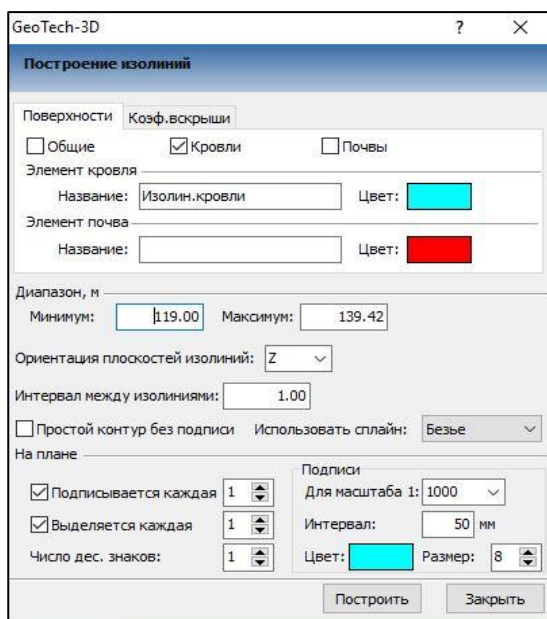 GeoTech-3D ? ×
Построение изолиний
Поверхности Коэф.вскрыши
Общие Кровли Почвы
Элемент кровля
Название: Изолин.кровли Цвет:
Элемент почва
Название: Цвет:
Диапазон, м
Минимум: 119.00 Максимум: 139.42
Ориентация плоскостей изолиний: Z
Интервал между изолиниями: 1.00
Простой контур без подписи Использовать сплайн: Безье
На плане
Подписи
Подписывается каждая 1 Для масштаба 1: 1000
Выделяется каждая 1 Интервал: 50 мм
Число дес. знаков: 1 Цвет: Размер: 8
Построить Закрыть